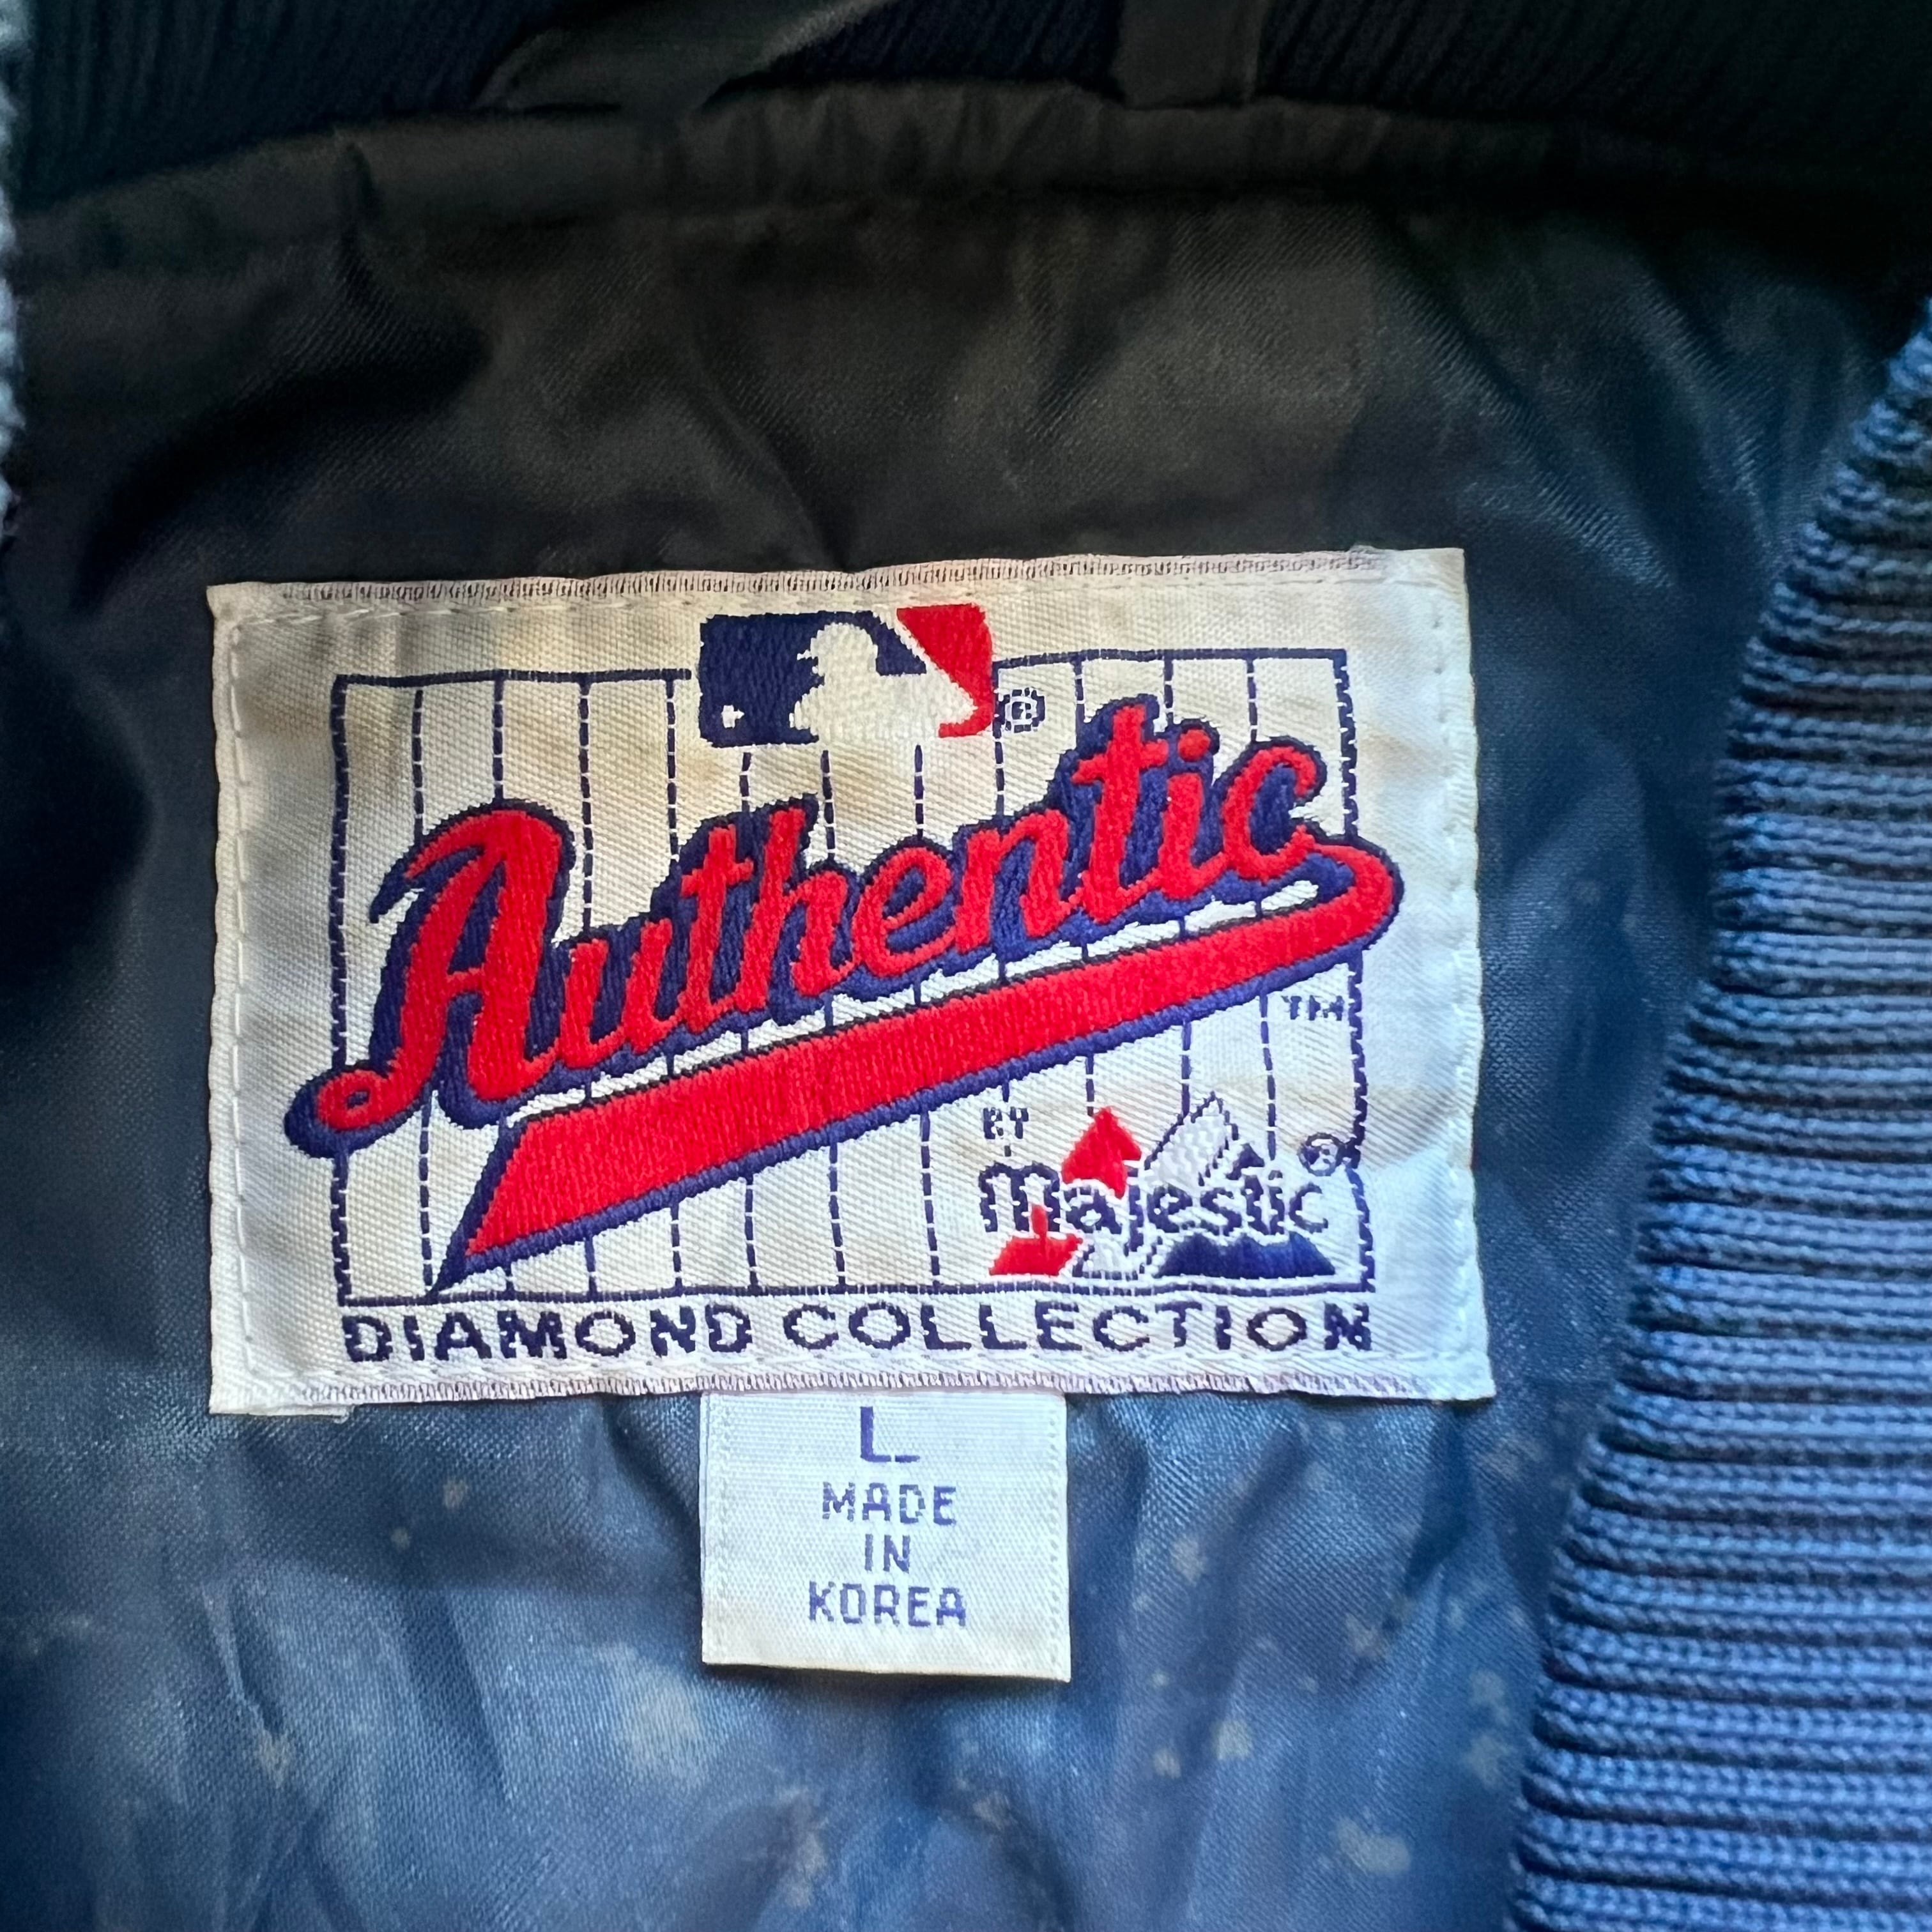 ®
Authentic
TM
BY
majestic ®
DIAMOND COLLECTION
L
MADE
IN
KOREA